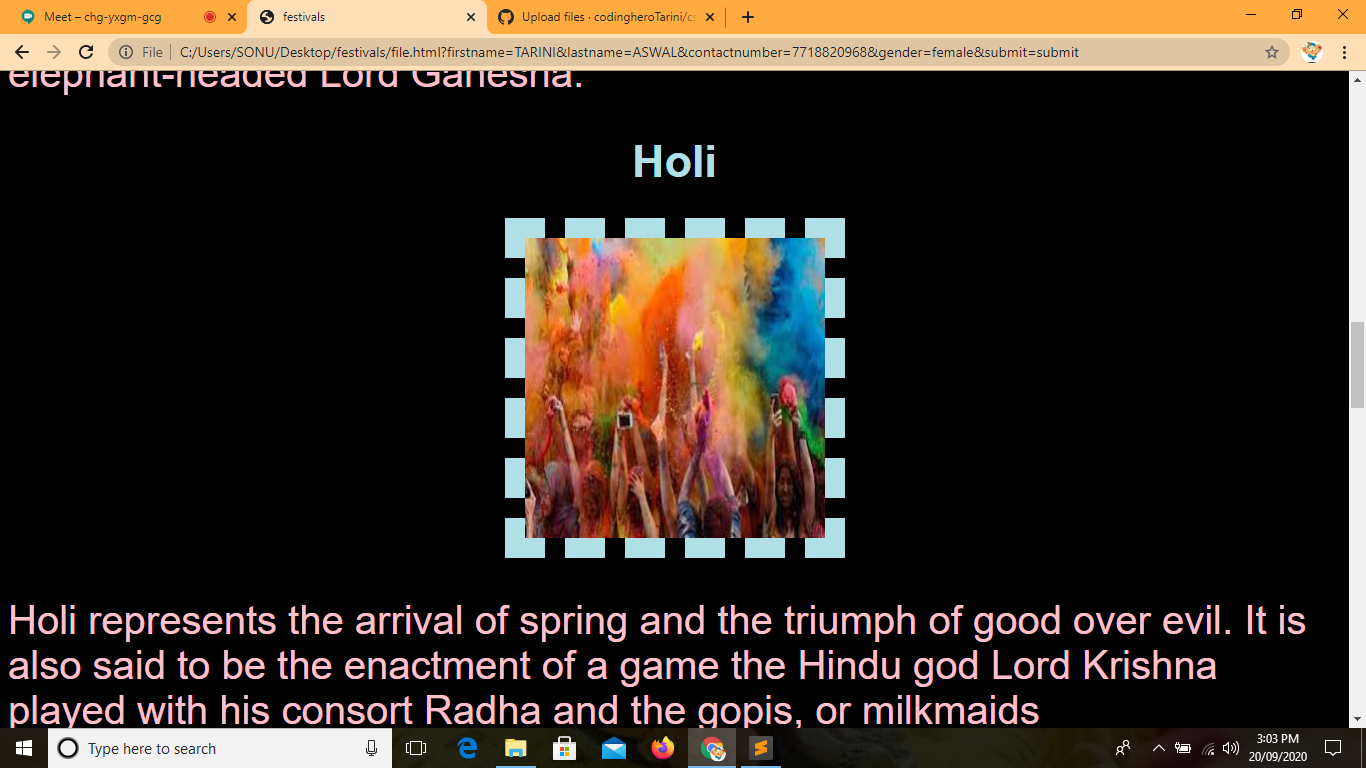 Meet – chg-yxgm-gcg
festivals
Upload files · codingheroTarini/cs
File
C:/Users/SONU/Desktop/festivals/file.html?firstname=TARINI&lastname=ASWAL&contactnumber=7718820968&gender=female&submit=submit
elephant-headed Lord Ganesha.
Holi
Holi represents the arrival of spring and the triumph of good over evil. It is
also said to be the enactment of a game the Hindu god Lord Krishna
played with his consort Radha and the gopis, or milkmaids
Type here to search
3:03 PM
20/09/2020